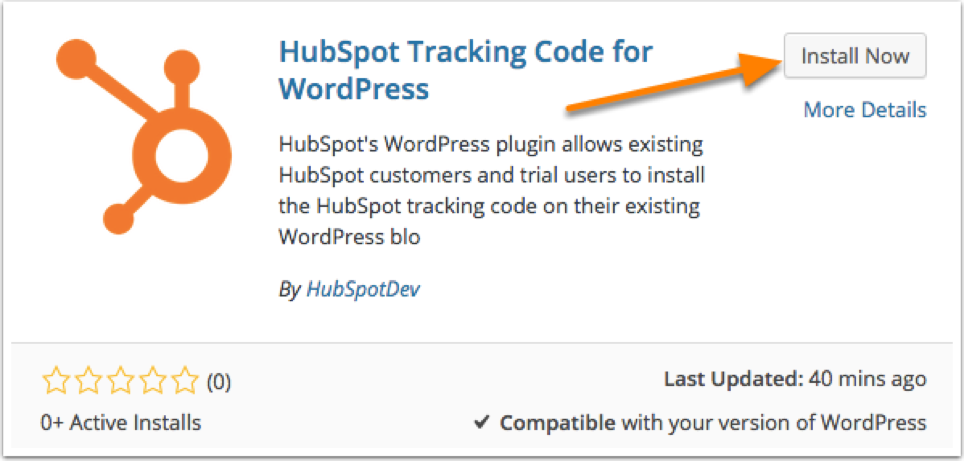 HubSpot Tracking Code for
WordPress
Install Now
More Details
HubSpot's WordPress plugin allows existing
HubSpot customers and trial users to install
the HubSpot tracking code on their existing
WordPress blo
By HubSpotDev
(0)
Last Updated: 40 mins ago
0+ Active Installs
✔ Compatible with your version of WordPress